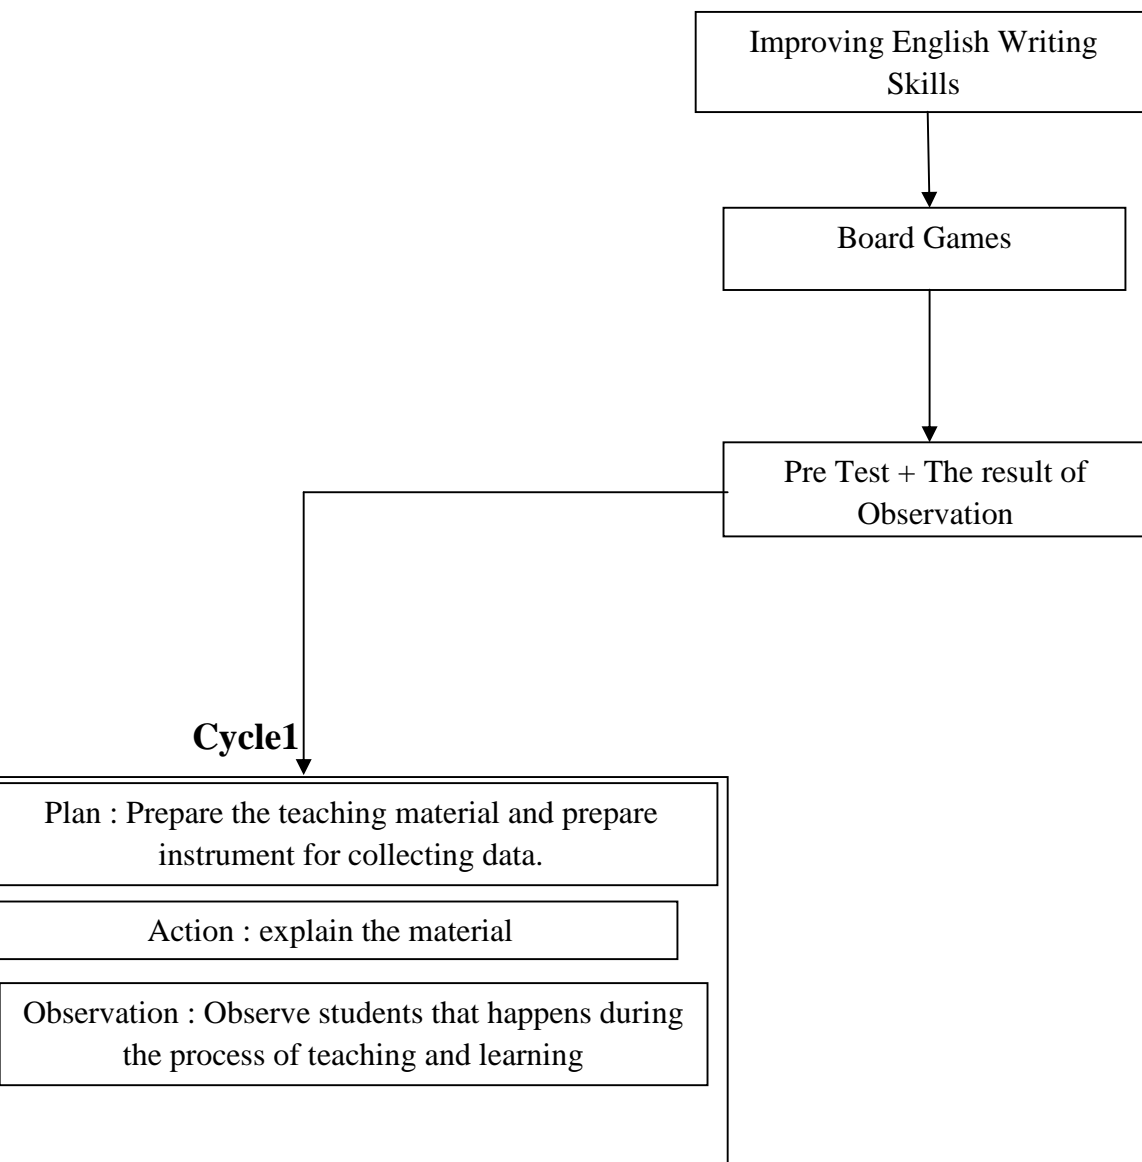 Improving English Writing
Skills
Board Games
Pre Test + The result of
Observation
Cycle1
Plan : Prepare the teaching material and prepare
instrument for collecting data.
Action : explain the material
Observation : Observe students that happens during
the process of teaching and learning